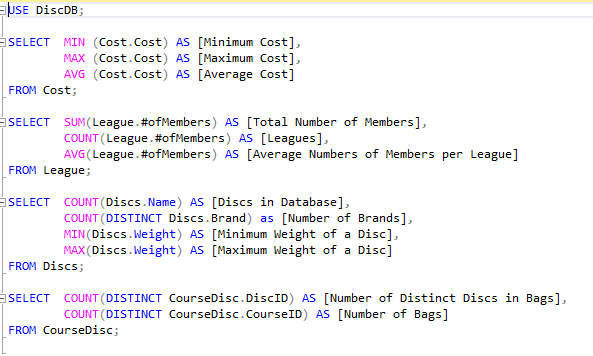 USE DiscDB;
SELECT  MIN (Cost.Cost) AS [Minimum Cost],
        MAX (Cost.Cost) AS [Maximum Cost],
        AVG (Cost.Cost) AS [Average Cost]
FROM Cost;
SELECT  SUM(League.#ofMembers) AS [Total Number of Members],
        COUNT(League.#ofMembers) AS [Leagues],
        AVG(League.#ofMembers) AS [Average Numbers of Members per League]
FROM League;
SELECT  COUNT(Discs.Name) AS [Discs in Database],
        COUNT(DISTINCT Discs.Brand) as [Number of Brands],
        MIN(Discs.Weight) AS [Minimum Weight of a Disc],
        MAX(Discs.Weight) AS [Maximum Weight of a Disc]
FROM Discs;
SELECT  COUNT(DISTINCT CourseDisc.DiscID) AS [Number of Distinct Discs in Bags],
        COUNT(DISTINCT CourseDisc.CourseID) AS [Number of Bags]
FROM CourseDisc;